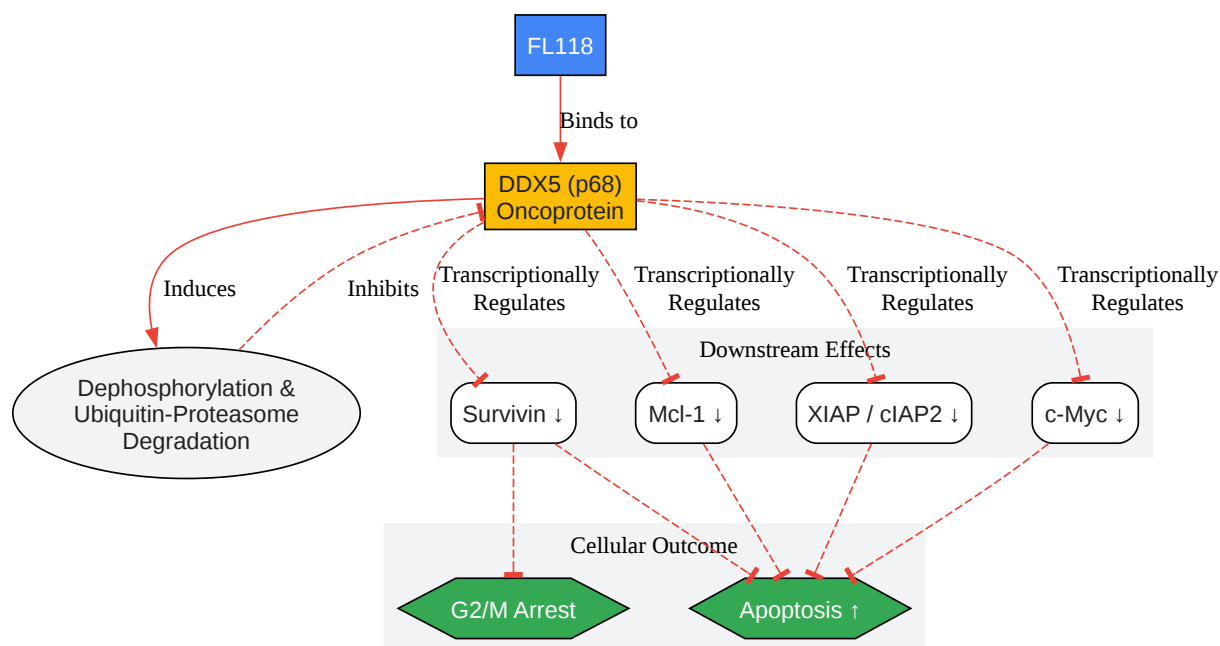 FL118
Binds to
DDX5 (p68)
Oncoprotein
Induces
Inhibits
Transcriptionally
Regulates
Transcriptionally
Regulates
Transcriptionally
Regulates
Transcriptionally
Regulates
Downstream Effects
Dephosphorylation &
Ubiquitin-Proteasome
Degradation
Survivin ↓
Mcl-1 ↓
XIAP / cIAP2 ↓
c-Myc ↓
Cellular Outcome
G2/M Arrest
Apoptosis ↑